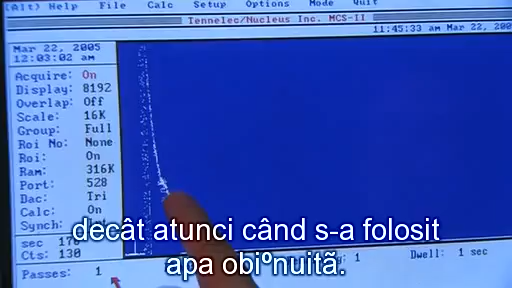 (Alt) Help File Calc Setup Options Mode Quit
Tennelec/Nucleus Inc. MCS-II
11:45:33 am Mar 22, 200
Mar 22, 2005
12:03:02 am
Acquire: On
Display: 8192
Overlap: Off
Scale: 16K
Group: Full
Roi No: None
Roi: On
Ram: 316K
Port: 528
Dac: Tri
Calc: On
Synch:
sec 176
Cts: 130
Passes: 1
1
Dwell: 1 sec
decât atunci când s-a folosit
apa obiºnuitã.